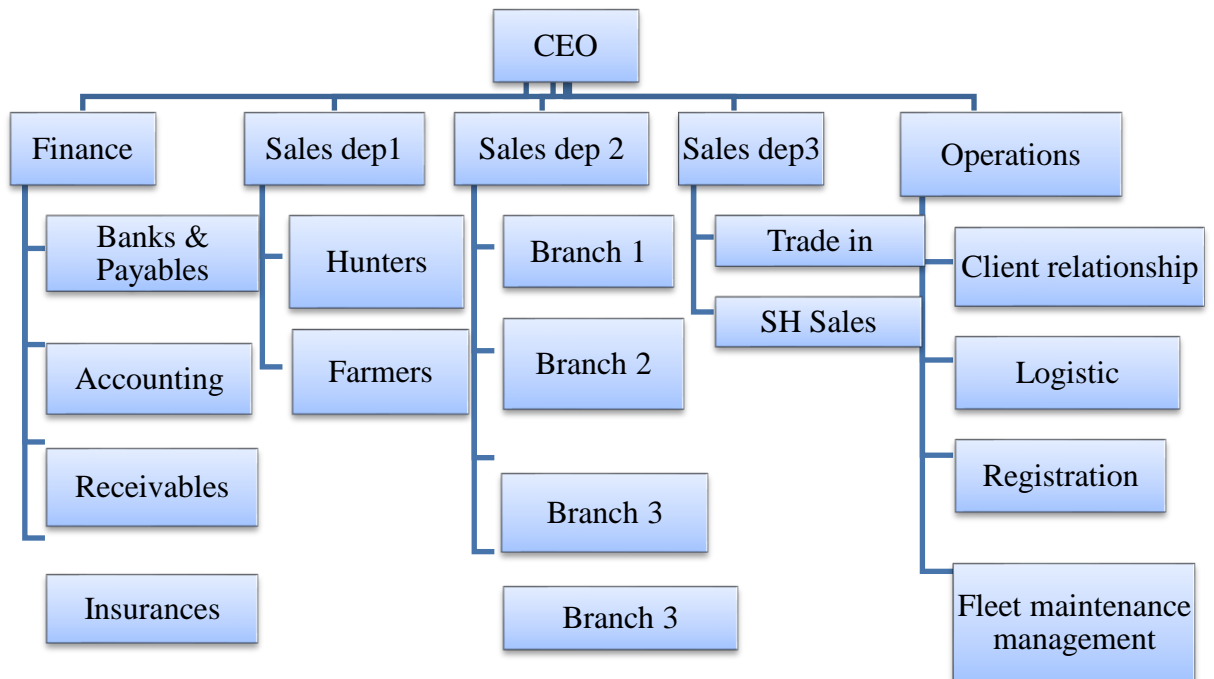 CEO
Finance
Sales dep1
Sales dep 2
Sales dep3
Operations
Banks &
Payables
Accounting
Receivables
Insurances
Hunters
Farmers
Branch 1
Branch 2
Branch 3
Branch 3
Trade in
SH Sales
Client relationship
Logistic
Registration
Fleet maintenance
management